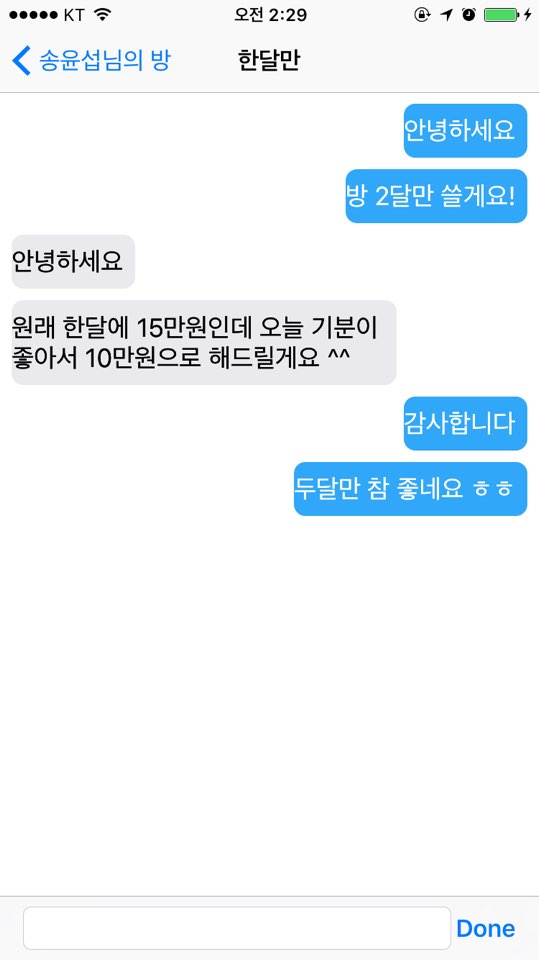 KT 오전 2:29
송윤섭님의 방 한달만
안녕하세요
방 2달만 쓸게요!
안녕하세요
원래 한달에 15만원인데 오늘 기분이
좋아서 10만원으로 해드릴게요 ^^
감사합니다
두달만 참 좋네요 ㅎㅎ
Done